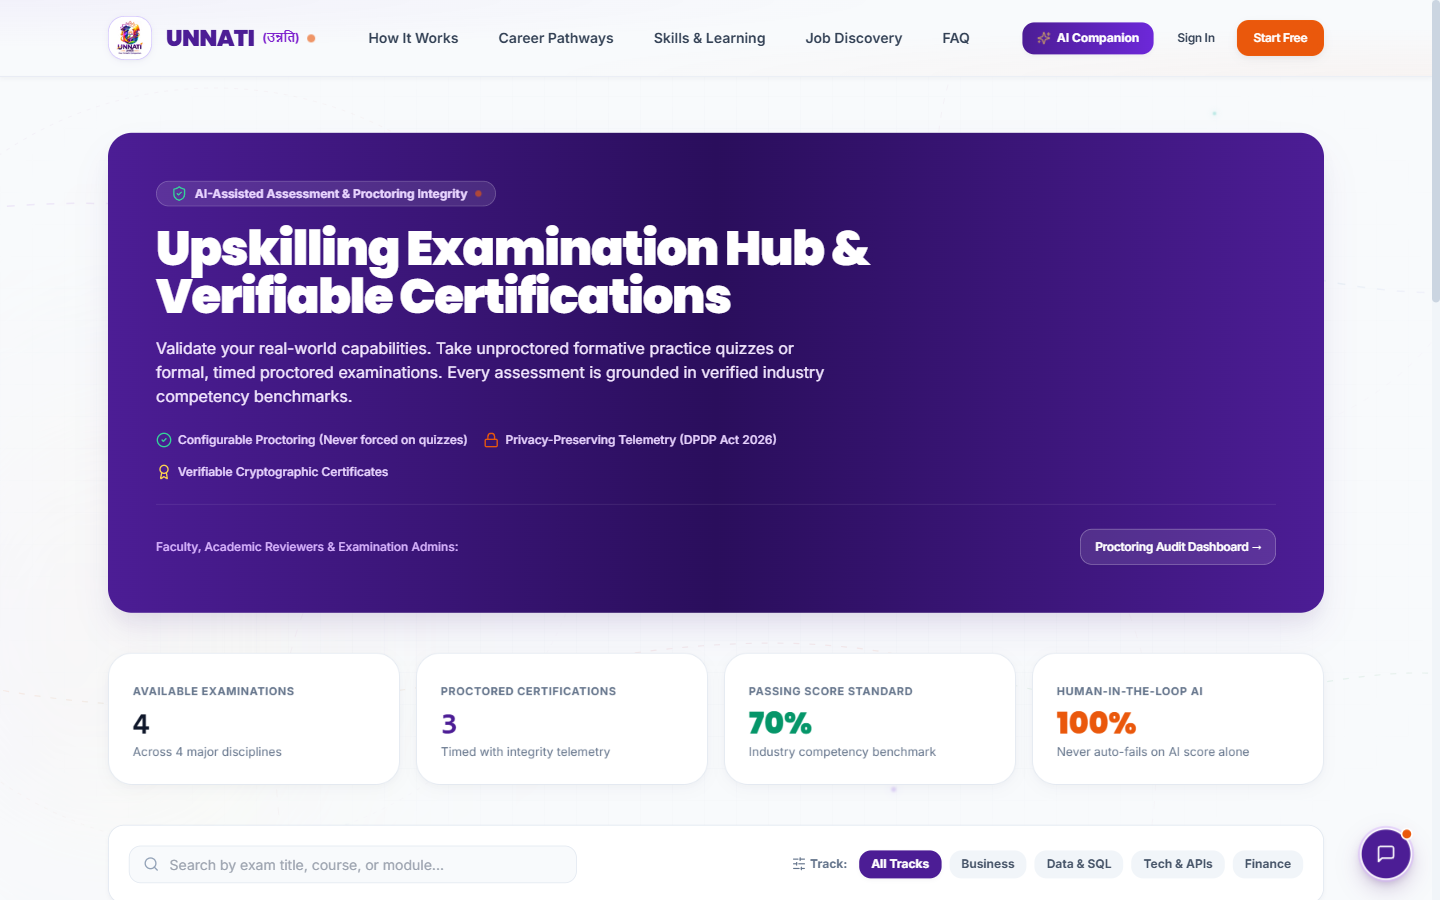 UNNATI
UNNATI (उन्नति)
How It Works
Career Pathways
Skills & Learning
Job Discovery
FAQ
AI Companion
Sign In
Start Free
AI-Assisted Assessment & Proctoring Integrity
Upskilling Examination Hub &
Verifiable Certifications
Validate your real-world capabilities. Take unproctored formative practice quizzes or
formal, timed proctored examinations. Every assessment is grounded in verified industry
competency benchmarks.
Configurable Proctoring (Never forced on quizzes)
Privacy-Preserving Telemetry (DPDP Act 2026)
Verifiable Cryptographic Certificates
Faculty, Academic Reviewers & Examination Admins:
Proctoring Audit Dashboard →
AVAILABLE EXAMINATIONS
4
Across 4 major disciplines
PROCTORED CERTIFICATIONS
3
Timed with integrity telemetry
PASSING SCORE STANDARD
70%
Industry competency benchmark
HUMAN-IN-THE-LOOP AI
100%
Never auto-fails on AI score alone
Search by exam title, course, or module...
Track:
All Tracks
Business
Data & SQL
Tech & APIs
Finance